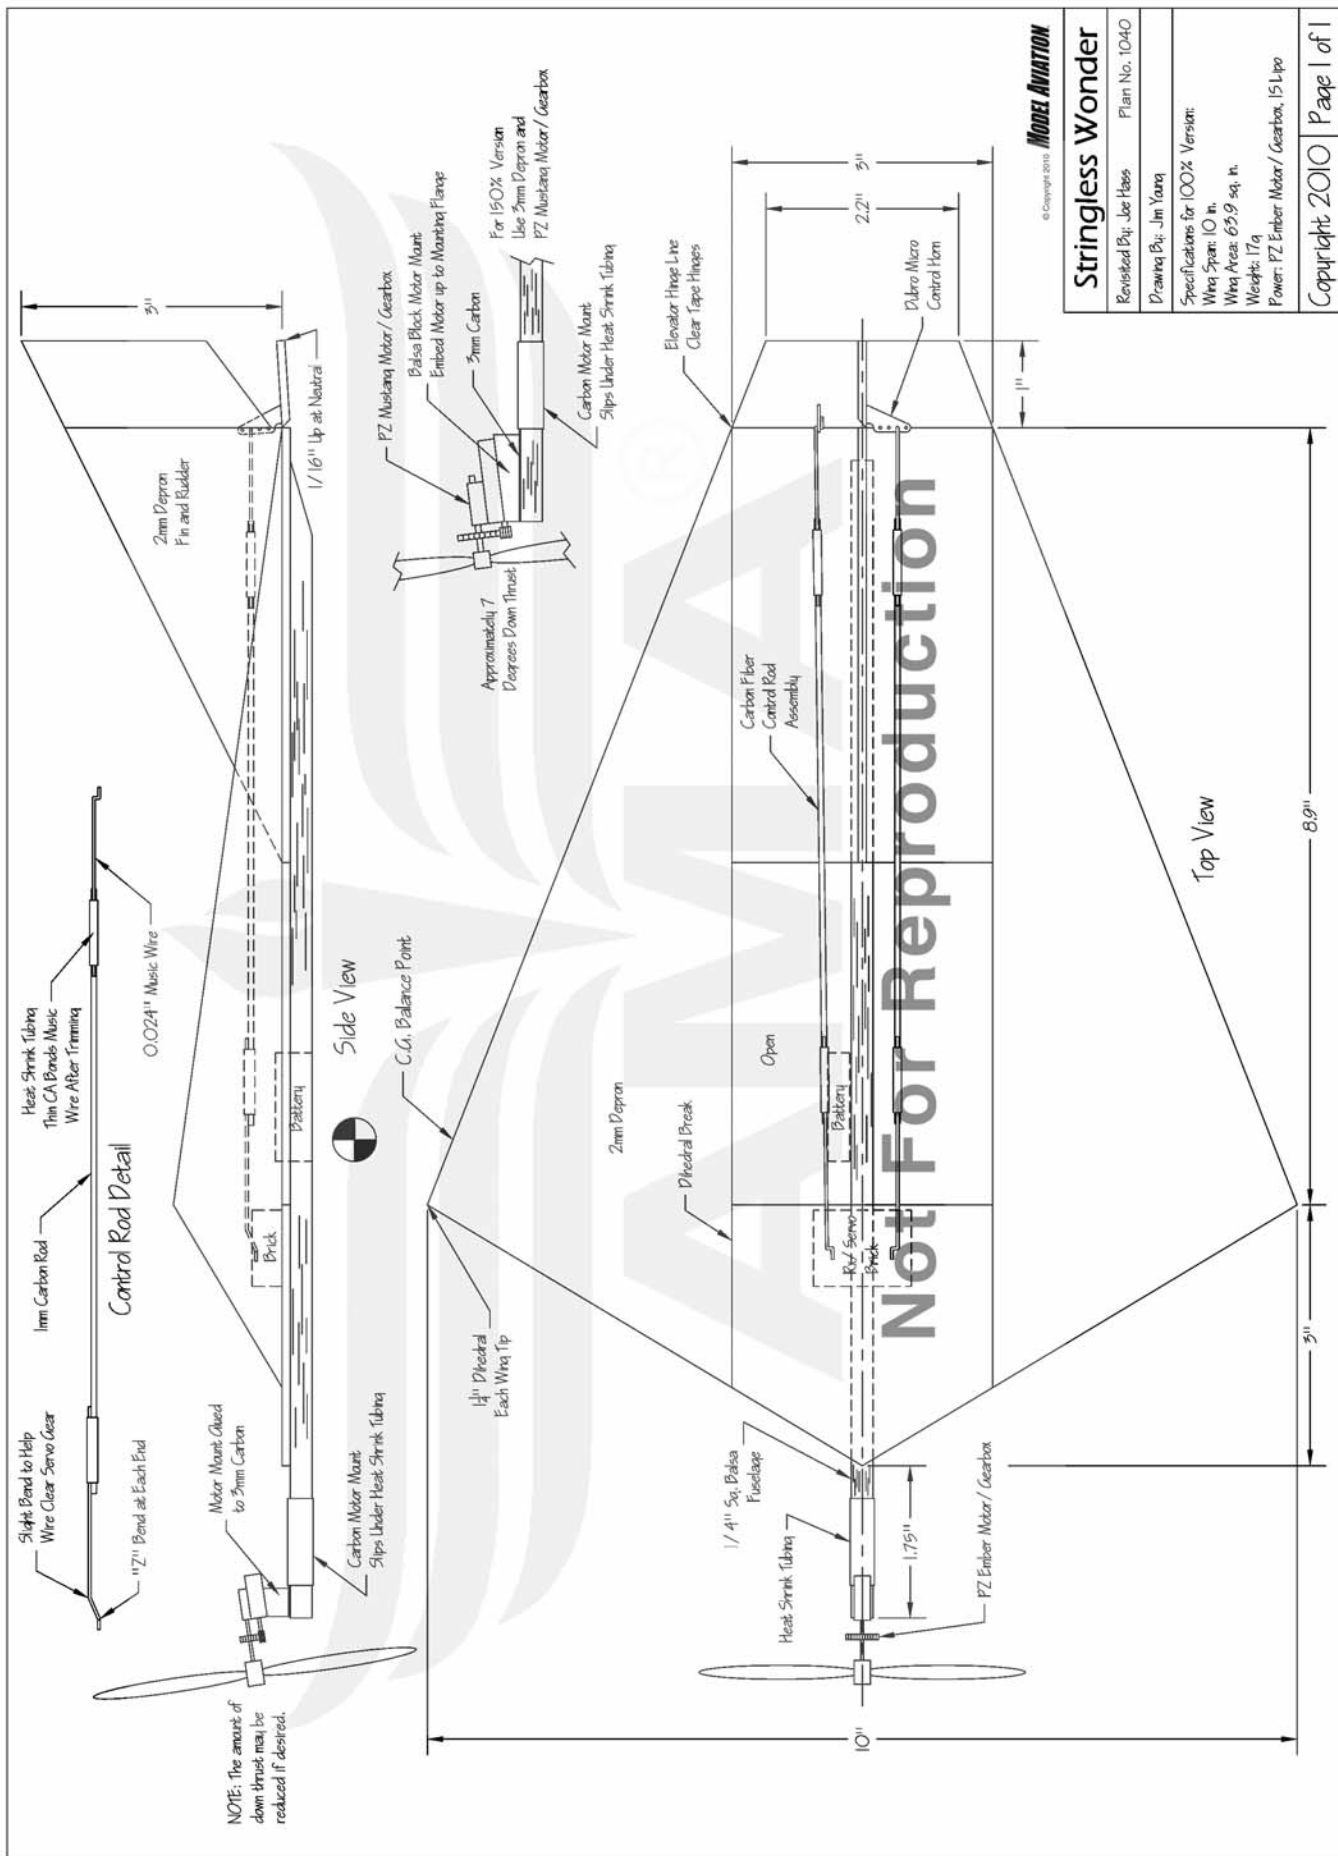 Slight Bend to Help
Wire Clear Servo Gear
1mm Carbon Rod
Heat Shrink Tubing
Thin CA Bonds Music
Wire After Trimming
"Z" Bend at Each End
Control Rod Detail
0.024" Music Wire
3"
2mm Depron
Fin and Rudder
1/16" Up at Neutral
NOTE: The amount of
down thrust may be
reduced if desired.
Motor Mount Glued
to 3mm Carbon
Carbon Motor Mount
Slips Under Heat Shrink Tubing
Brick
Battery
Side View
PZ Mustang Motor/Gearbox
Balsa Block Motor Mount
Embed Motor up to Mounting Flange
3mm Carbon
For 150% Version
Use 3mm Depron and
PZ Mustang Motor/Gearbox
Approximately 7
Degrees Down Thrust
Carbon Motor Mount
Slips Under Heat Shrink Tubing
C.G. Balance Point
1¼" Dihedral
Each Wing Tip
2mm Depron
Dihedral Break
Open
Elevator Hinge Line
Clear Tape Hinges
2.2"
3"
Carbon Fiber
Control Rod
Assembly
1/4" Sq. Balsa
Fuselage
Heat Shrink Tubing
Battery
Rx/ Servo
Brick
1.75"
PZ Ember Motor/Gearbox
Dubro Micro
Control Horn
1"
10"
Top View
3"
8.9"
AMA
®
Not For Reproduction
© Copyright 2010 MODEL AVIATION
Stringless Wonder
Revisited By: Joe Hass Plan No. 1040
Drawing By: Jim Young
Specifications for 100% Version:
Wing Span: 10 in.
Wing Area: 63.9 sq. in.
Weight: 17g
Power: PZ Ember Motor/Gearbox, 1S Lipo
Copyright 2010 Page 1 of 1